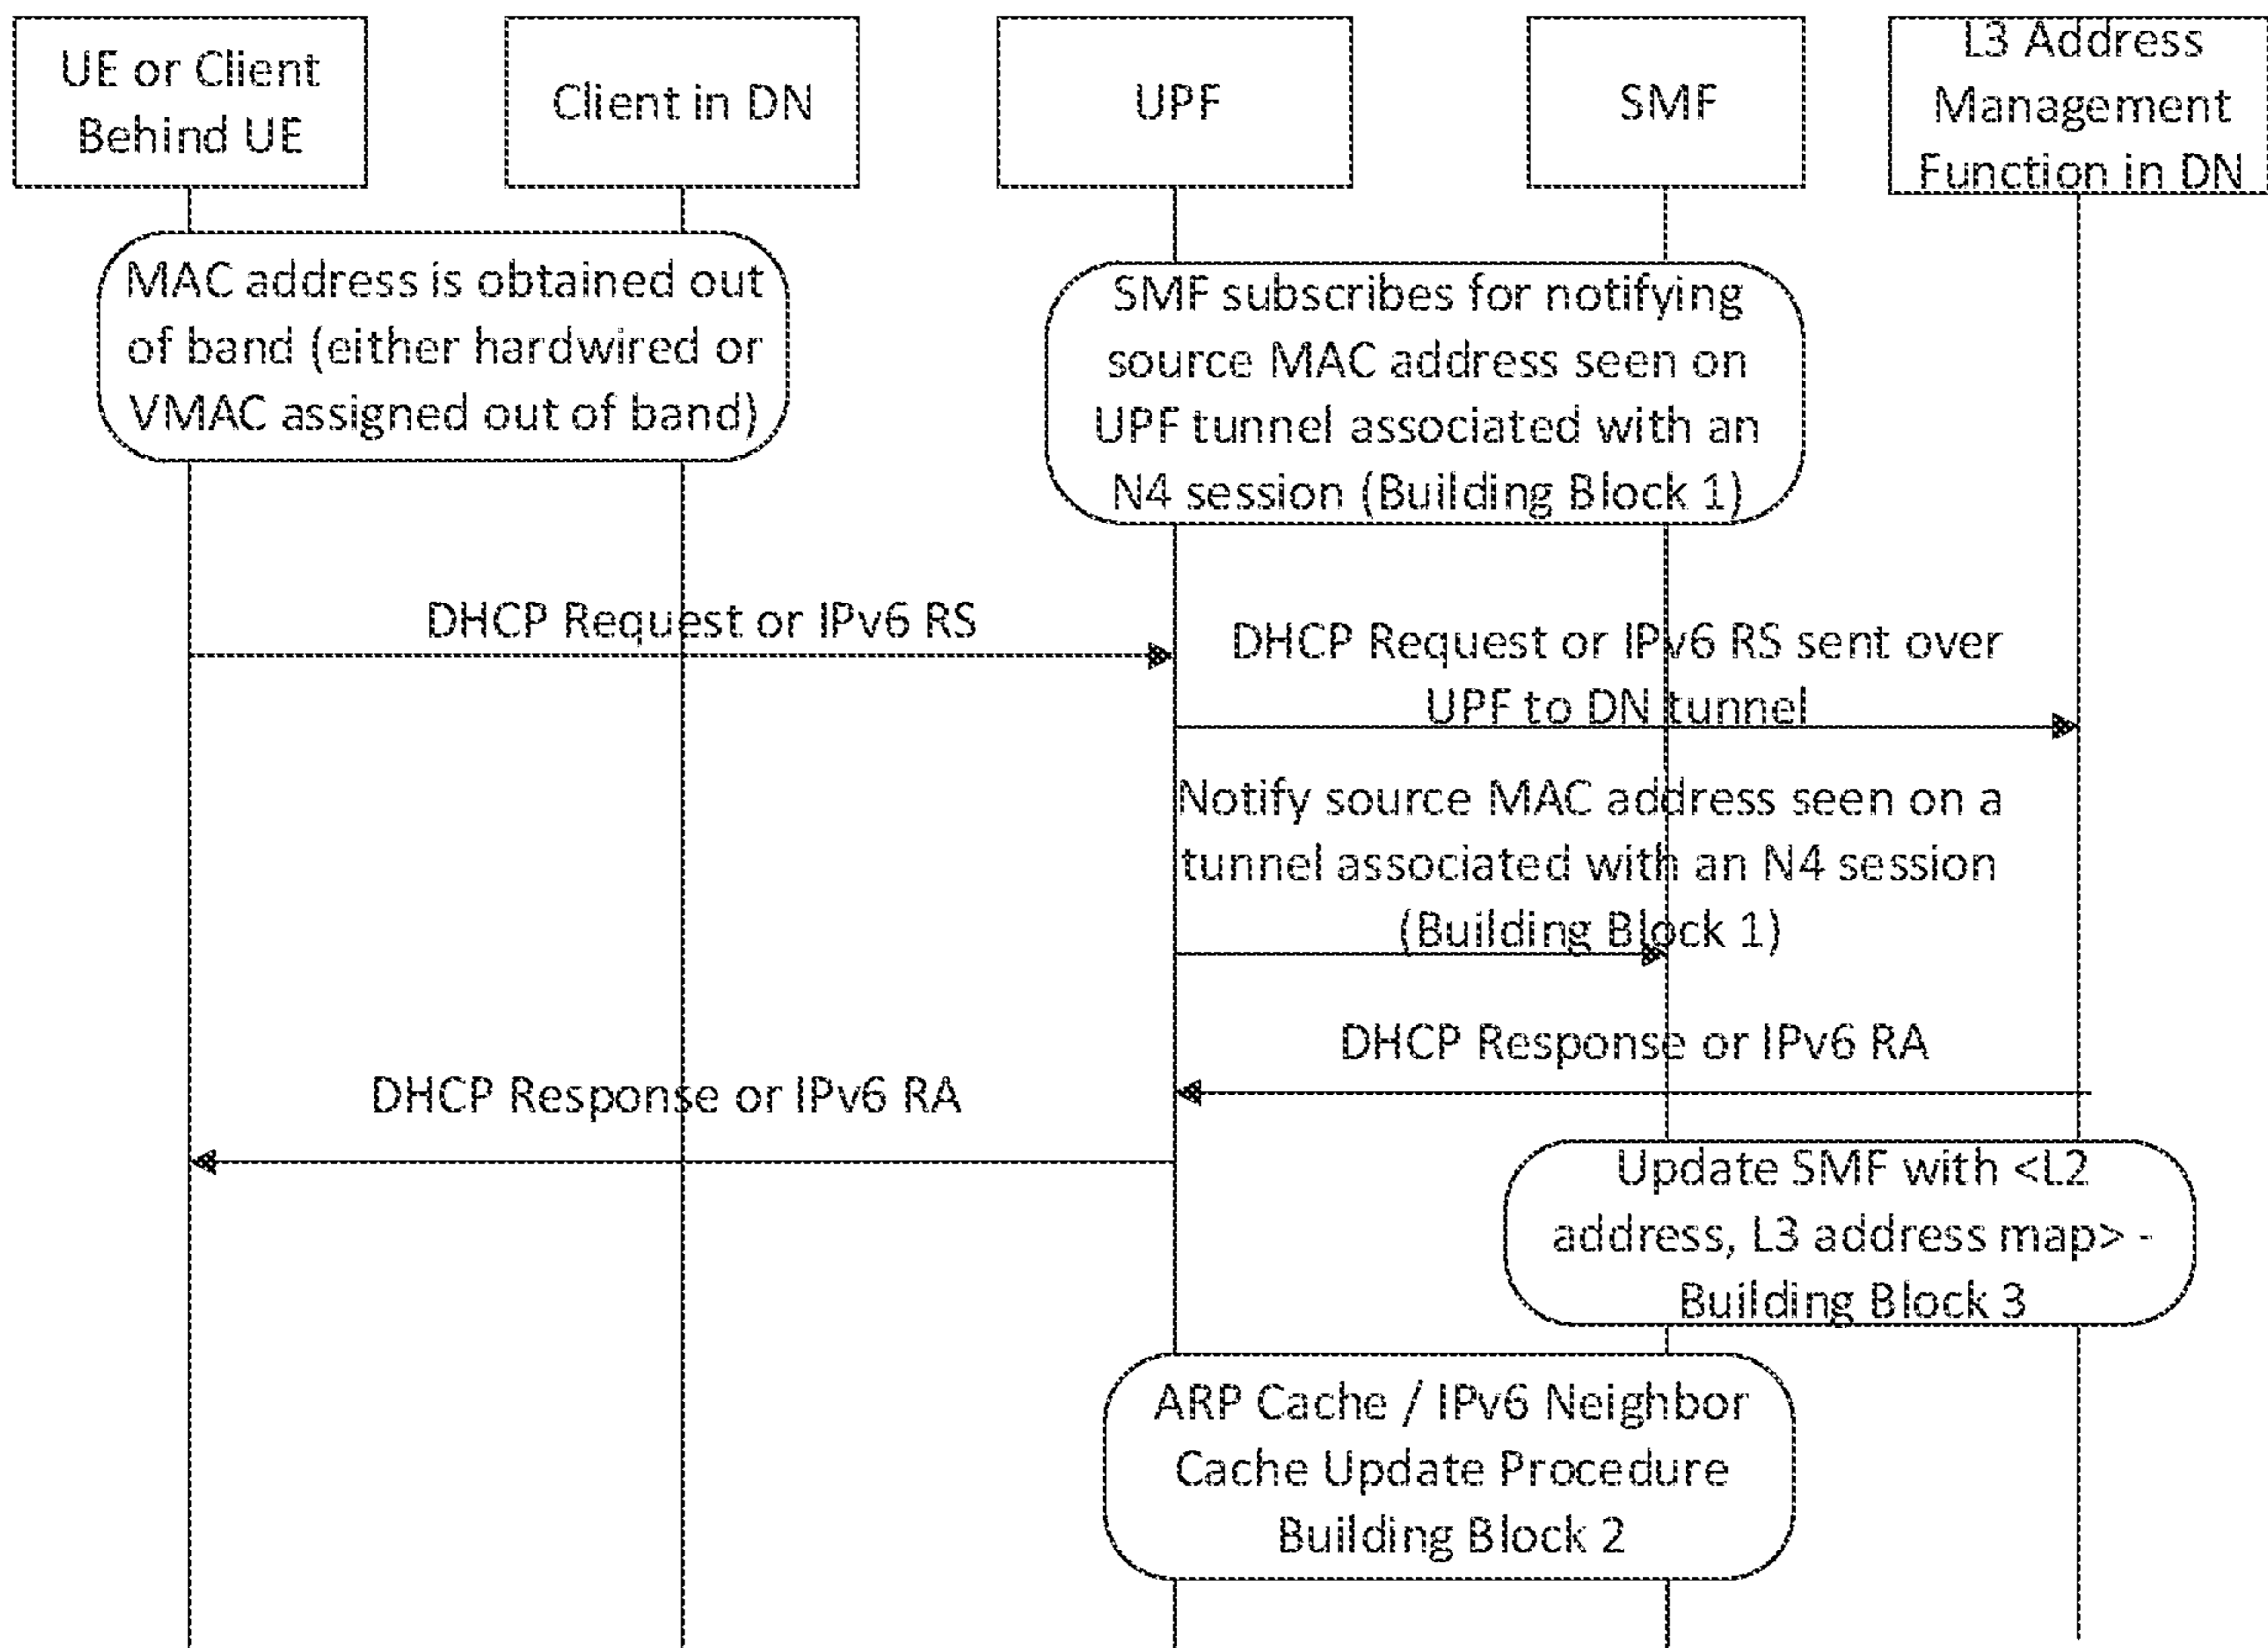 UE or Client
Behind UE
Client in DN
UPF
SMF
L3 Address
Management
Function in DN
MAC address is obtained out
of band (either hardwired or
VMAC assigned out of band)
SMF subscribes for notifying
source MAC address seen on
UPF tunnel associated with an
N4 session (Building Block 1)
DHCP Request or IPv6 RS
DHCP Request or IPv6 RS sent over
UPF to DN tunnel
Notify source MAC address seen on a
tunnel associated with an N4 session
(Building Block 1)
DHCP Response or IPv6 RA
DHCP Response or IPv6 RA
Update SMF with <L2
address, L3 address map> -
Building Block 3
ARP Cache / IPv6 Neighbor
Cache Update Procedure
Building Block 2